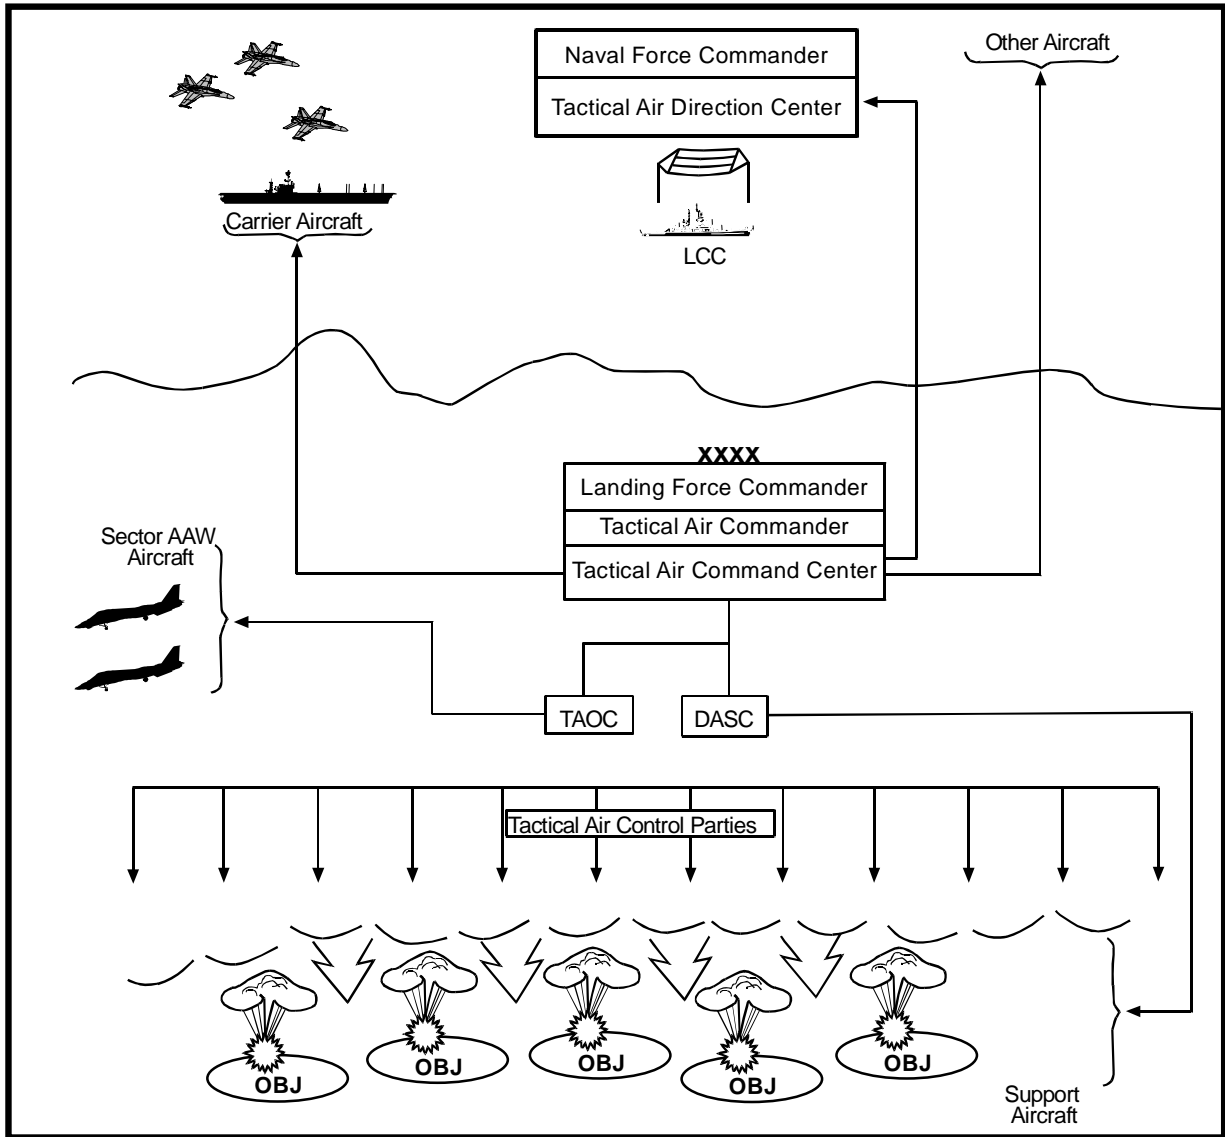 Naval Force Commander
Tactical Air Direction Center
Other Aircraft
Carrier Aircraft
LCC
XXXX
Landing Force Commander
Tactical Air Commander
Tactical Air Command Center
Sector AAW
Aircraft
TAOC
DASC
Tactical Air Control Parties
OBJ
OBJ
OBJ
OBJ
OBJ
Support
Aircraft